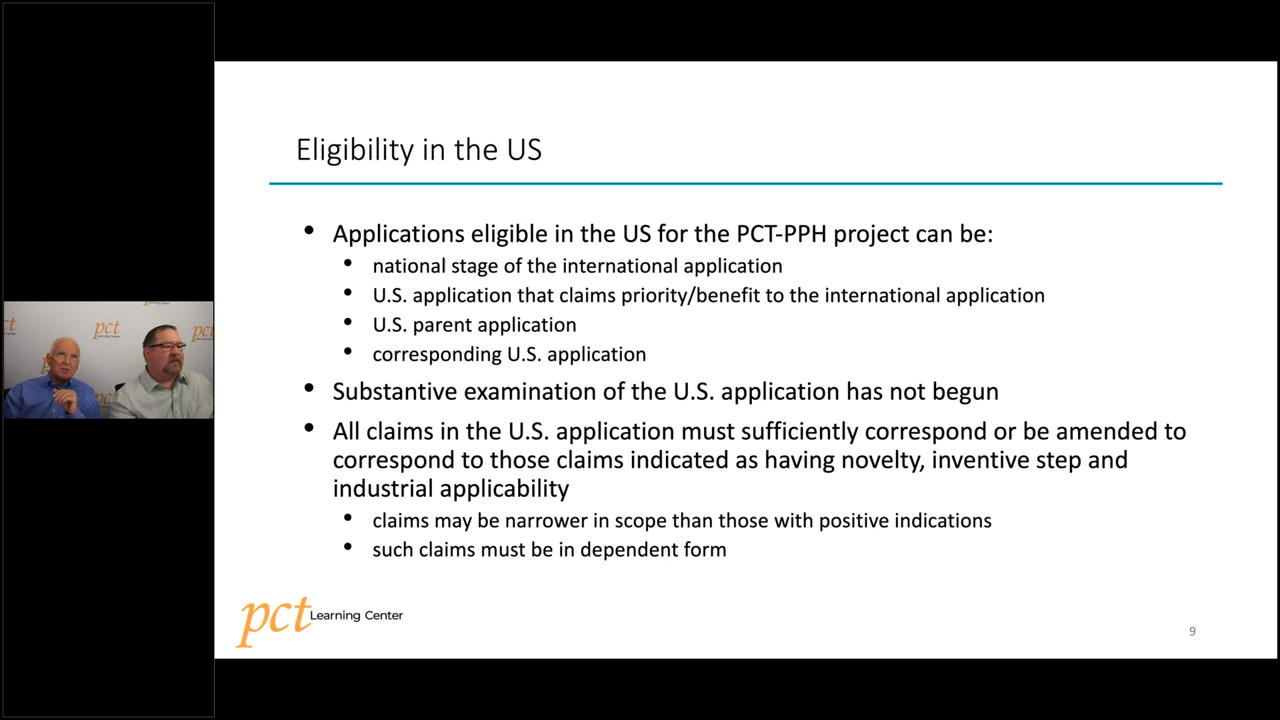 Eligibility in the US
• Applications eligible in the US for the PCT-PPH project can be:
• national stage of the international application
• U.S. application that claims priority/benefit to the international application
• U.S. parent application
• corresponding U.S. application
• Substantive examination of the U.S. application has not begun
• All claims in the U.S. application must sufficiently correspond or be amended to
correspond to those claims indicated as having novelty, inventive step and
industrial applicability
• claims may be narrower in scope than those with positive indications
• such claims must be in dependent form
pct Learning Center
9
pct